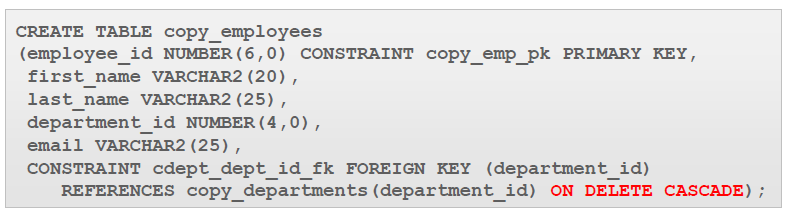 CREATE TABLE copy_employees
(employee_id NUMBER(6,0) CONSTRAINT copy_emp_pk PRIMARY KEY,
first_name VARCHAR2(20),
last_name VARCHAR2(25),
department_id NUMBER(4,0),
email VARCHAR2(25),
CONSTRAINT cdept_dept_id_fk FOREIGN KEY (department_id)
REFERENCES copy_departments(department_id) ON DELETE CASCADE);